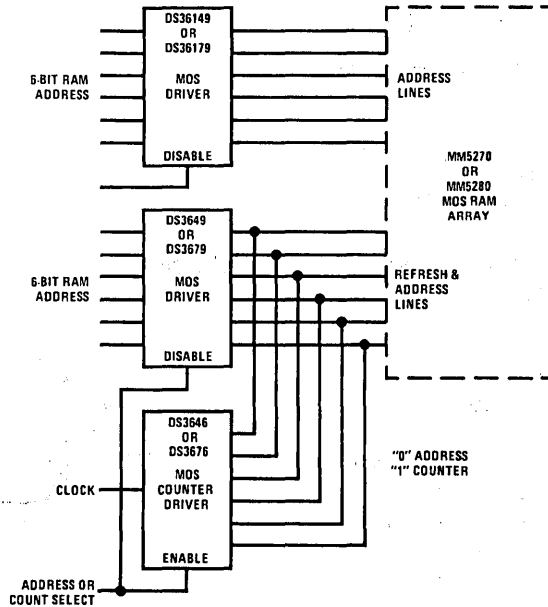 DS36149
OR
DS36179
MOS
DRIVER
DISABLE
6-BIT RAM
ADDRESS
ADDRESS
LINES
MM5270
OR
MM5280
MOS RAM
ARRAY
DS3649
OR
DS3679
MOS
DRIVER
DISABLE
6-BIT RAM
ADDRESS
REFRESH &
ADDRESS
LINES
DS3646
OR
DS3676
MOS
COUNTER
DRIVER
ENABLE
CLOCK
"0" ADDRESS
"1" COUNTER
ADDRESS OR
COUNT SELECT